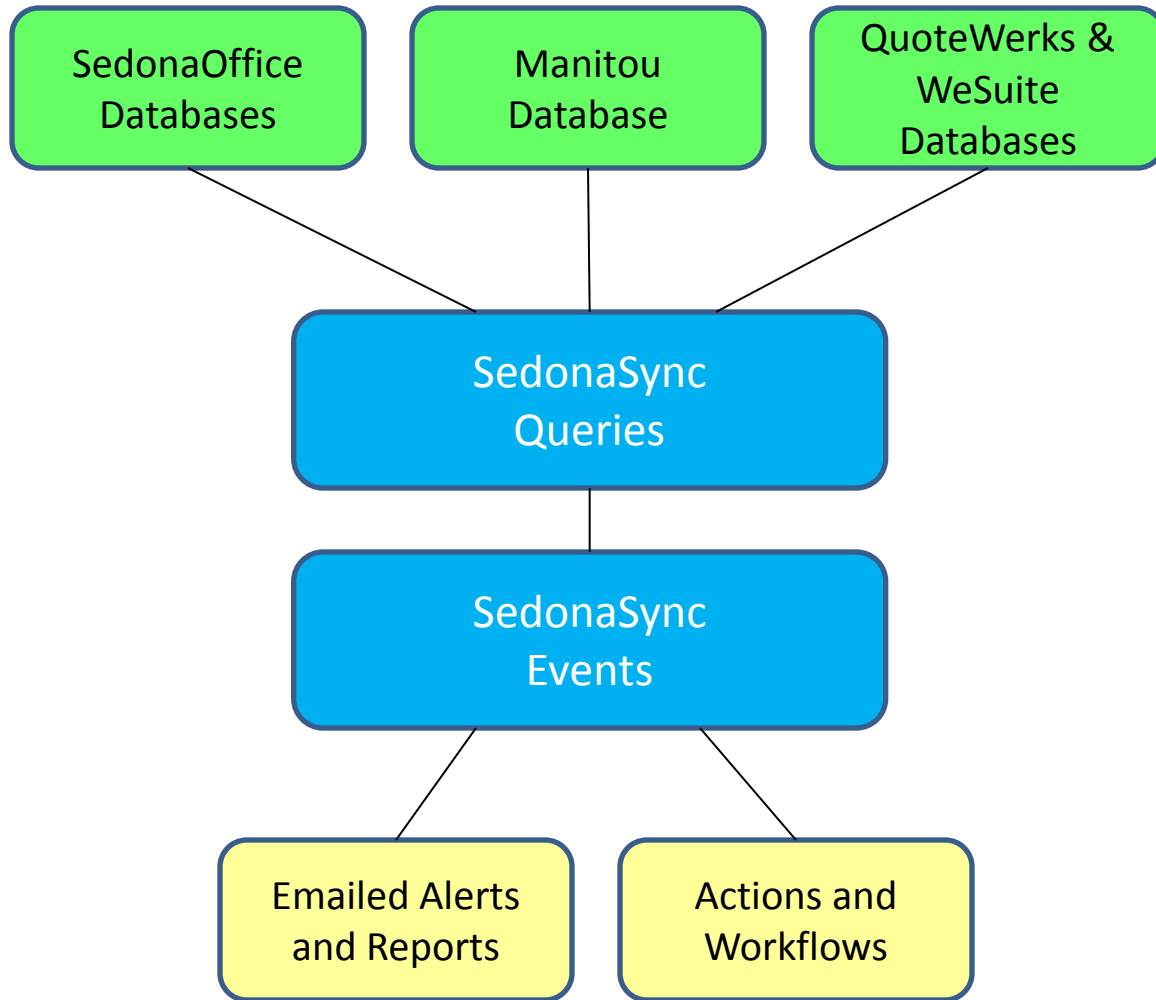 SedonaOffice
Databases
Manitou
Database
QuoteWerks &
WeSuite
Databases
SedonaSync
Queries
SedonaSync
Events
Emailed Alerts
and Reports
Actions and
Workflows